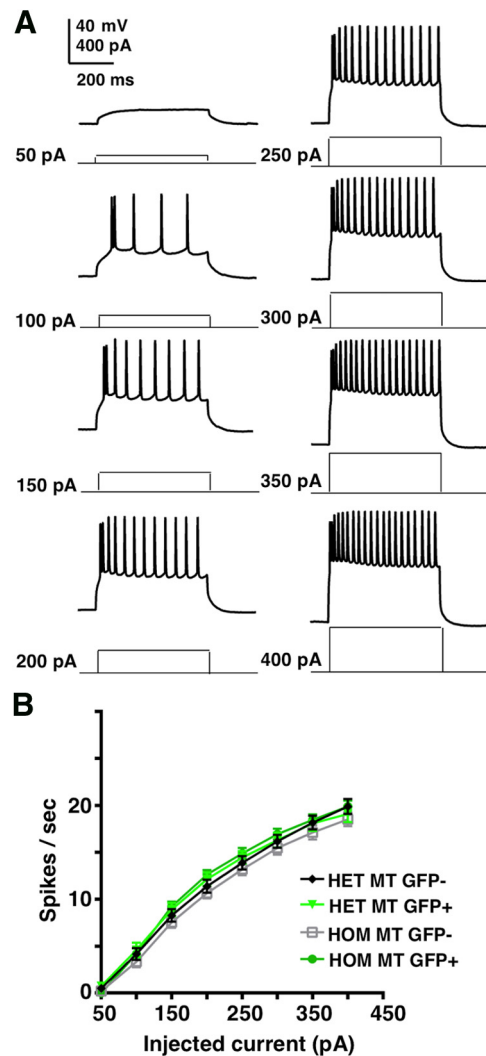 A
40 mV
400 pA
200 ms
50 pA
100 pA
150 pA
200 pA
250 pA
300 pA
350 pA
400 pA
B
Spikes / sec
20
10
0
50
150
250
350
450
Injected current (pA)
HET MT GFP-
HET MT GFP+
HOM MT GFP-
HOM MT GFP+